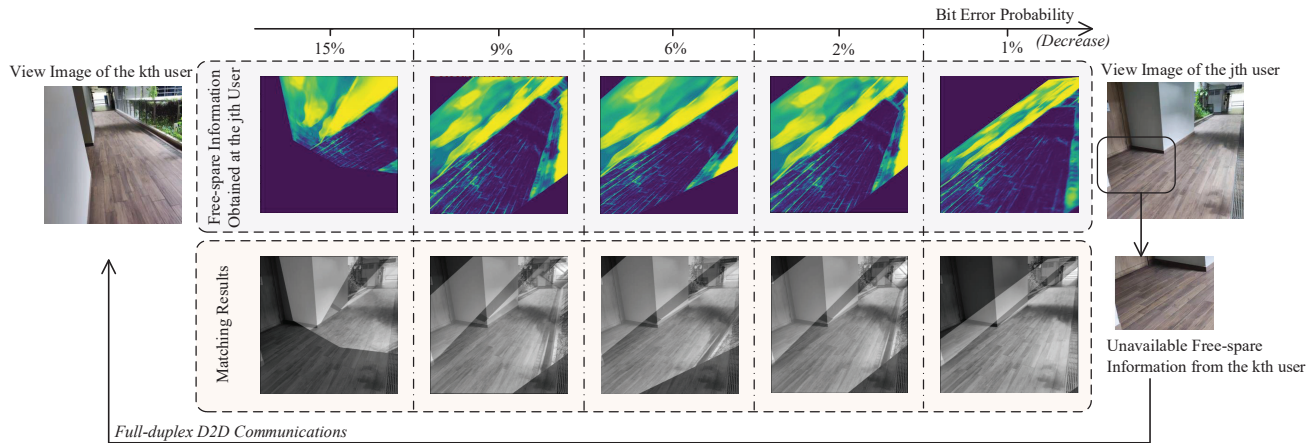 Bit Error Probability
(Decrease)
15%
9%
6%
2%
1%
View Image of the kth user
View Image of the jth user
Free-spare Information
Obtained at the jth User
Matching Results
Unavailable Free-spare
Information from the kth user
Full-duplex D2D Communications